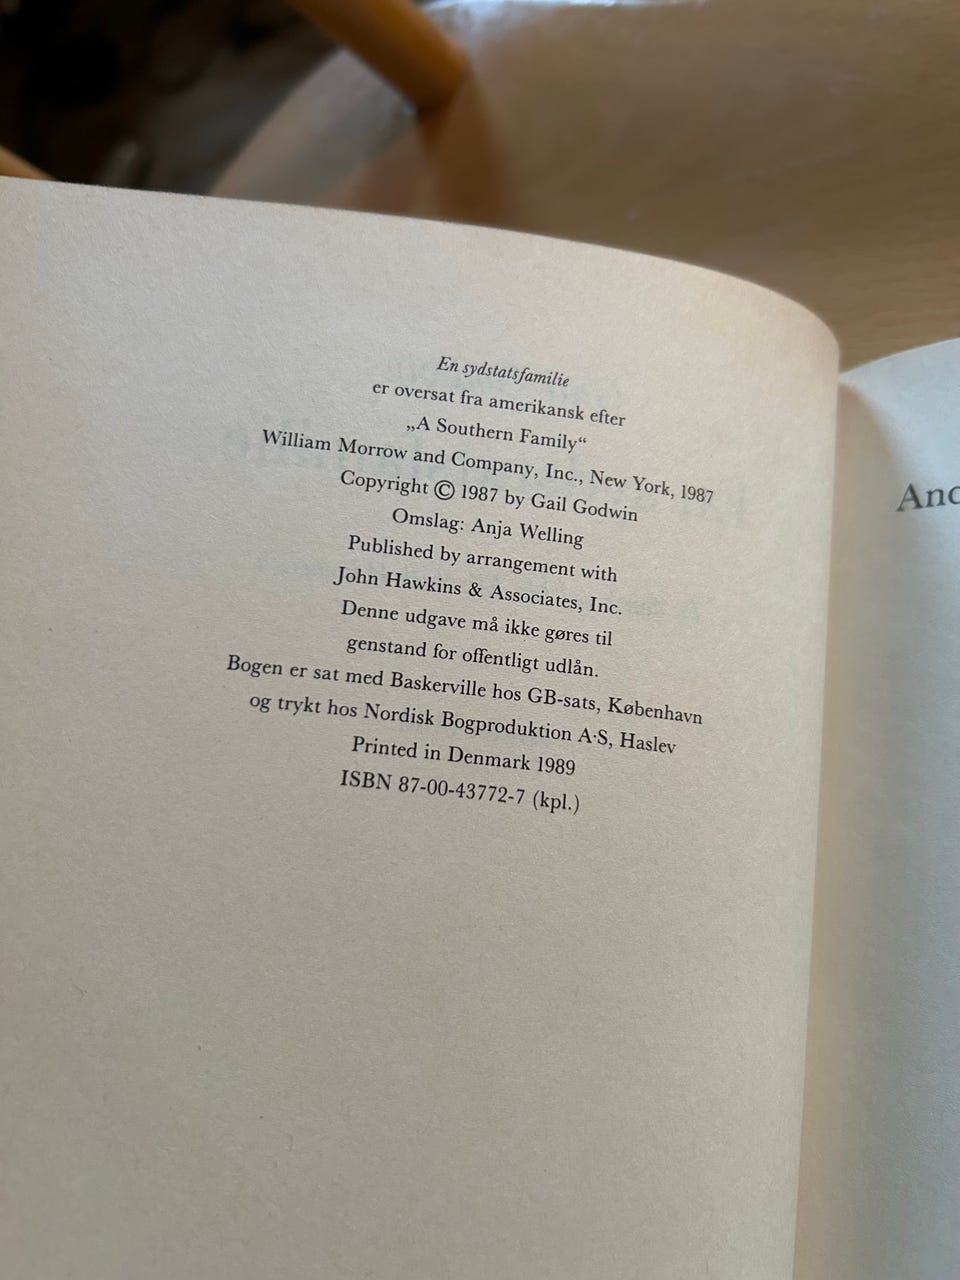 En sydstatsfamilie
er oversat fra amerikansk efter
„A Southern Family“
William Morrow and Company, Inc., New York, 1987
Copyright © 1987 by Gail Godwin
Omslag: Anja Welling
Published by arrangement with
John Hawkins & Associates, Inc.
Denne udgave må ikke gøres til
genstand for offentligt udlån.
Bogen er sat med Baskerville hos GB-sats, København
og trykt hos Nordisk Bogproduktion A·S, Haslev
Printed in Denmark 1989
ISBN 87-00-43772-7 (kpl.)